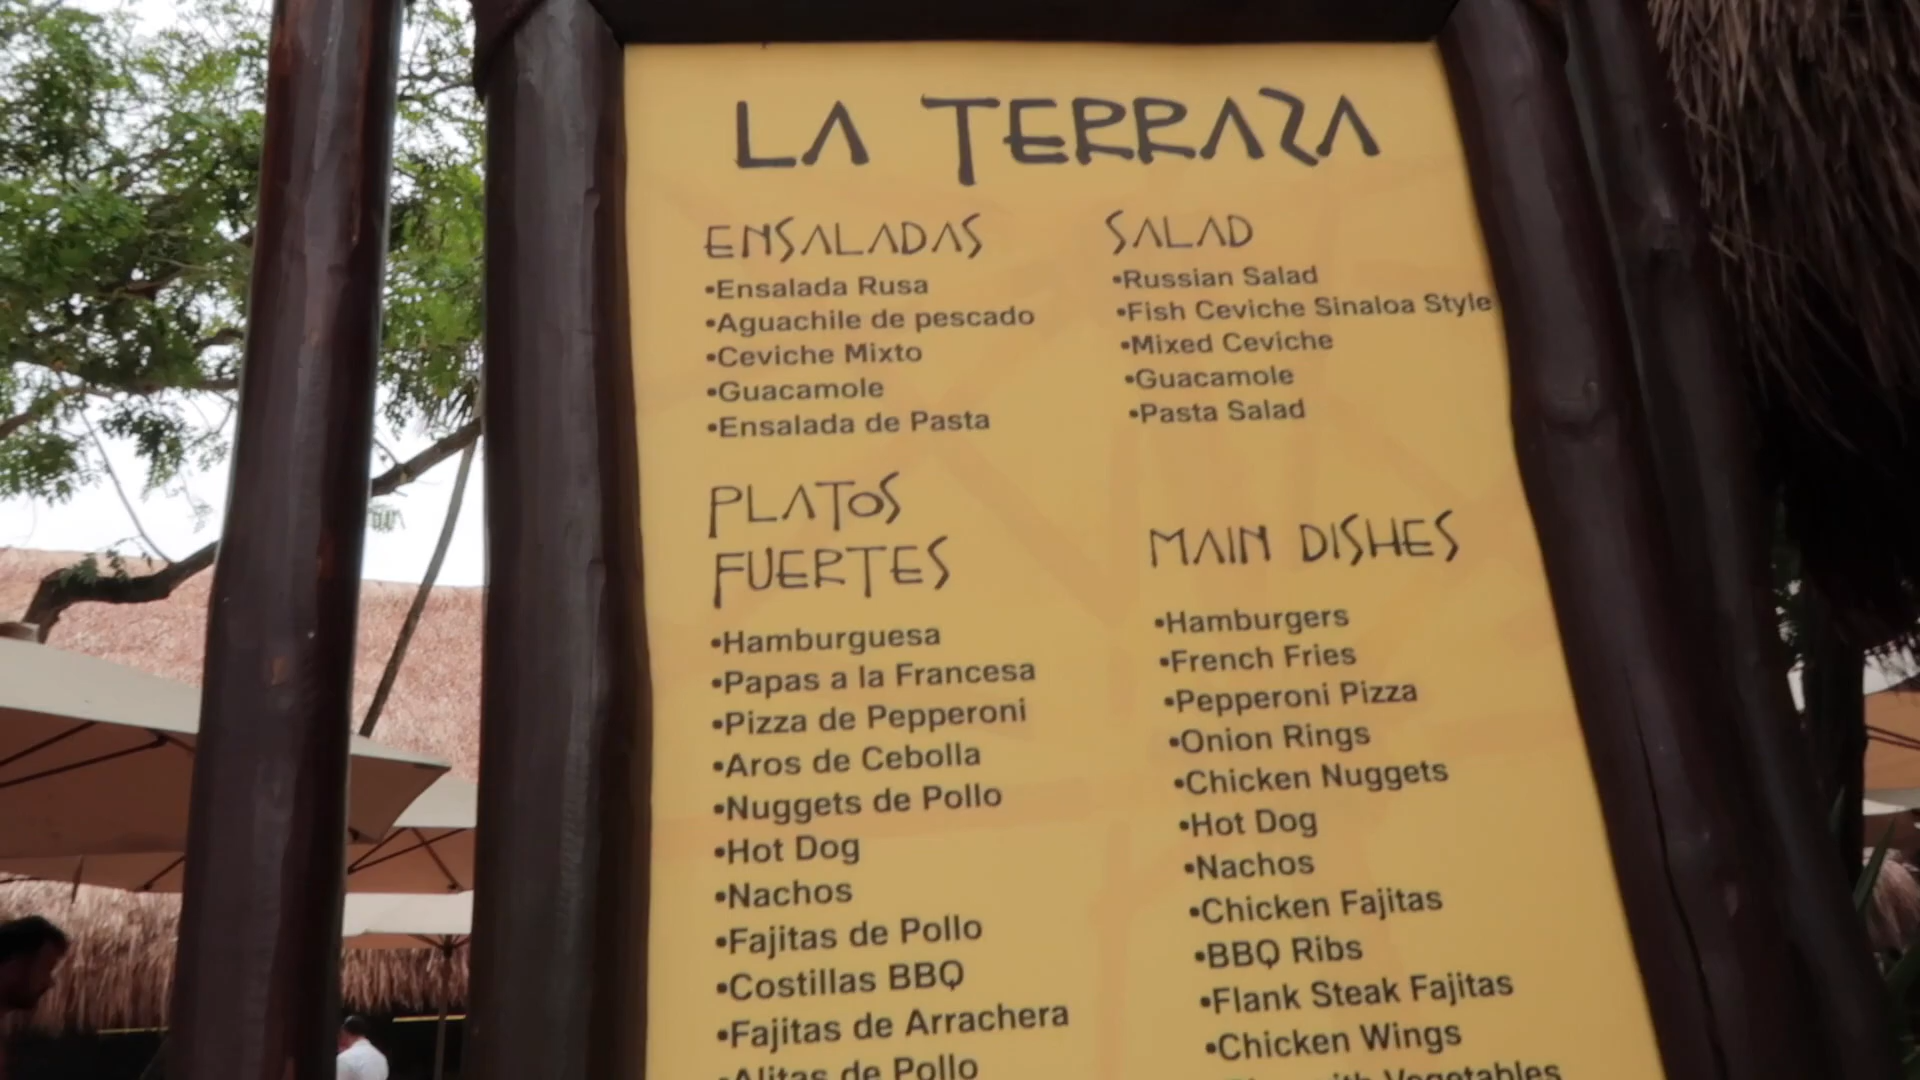 LA TERRAZA
ENSALADAS
•Ensalada Rusa
•Aguachile de pescado
•Ceviche Mixto
•Guacamole
•Ensalada de Pasta
PLATOS
FUERTES
•Hamburguesa
•Papas a la Francesa
•Pizza de Pepperoni
•Aros de Cebolla
•Nuggets de Pollo
•Hot Dog
•Nachos
•Fajitas de Pollo
•Costillas BBQ
•Fajitas de Arrachera
•Alitas de Pollo
SALAD
•Russian Salad
•Fish Ceviche Sinaloa Style
•Mixed Ceviche
•Guacamole
•Pasta Salad
MAIN DISHES
•Hamburgers
•French Fries
•Pepperoni Pizza
•Onion Rings
•Chicken Nuggets
•Hot Dog
•Nachos
•Chicken Fajitas
•BBQ Ribs
•Flank Steak Fajitas
•Chicken Wings
with Vegetables